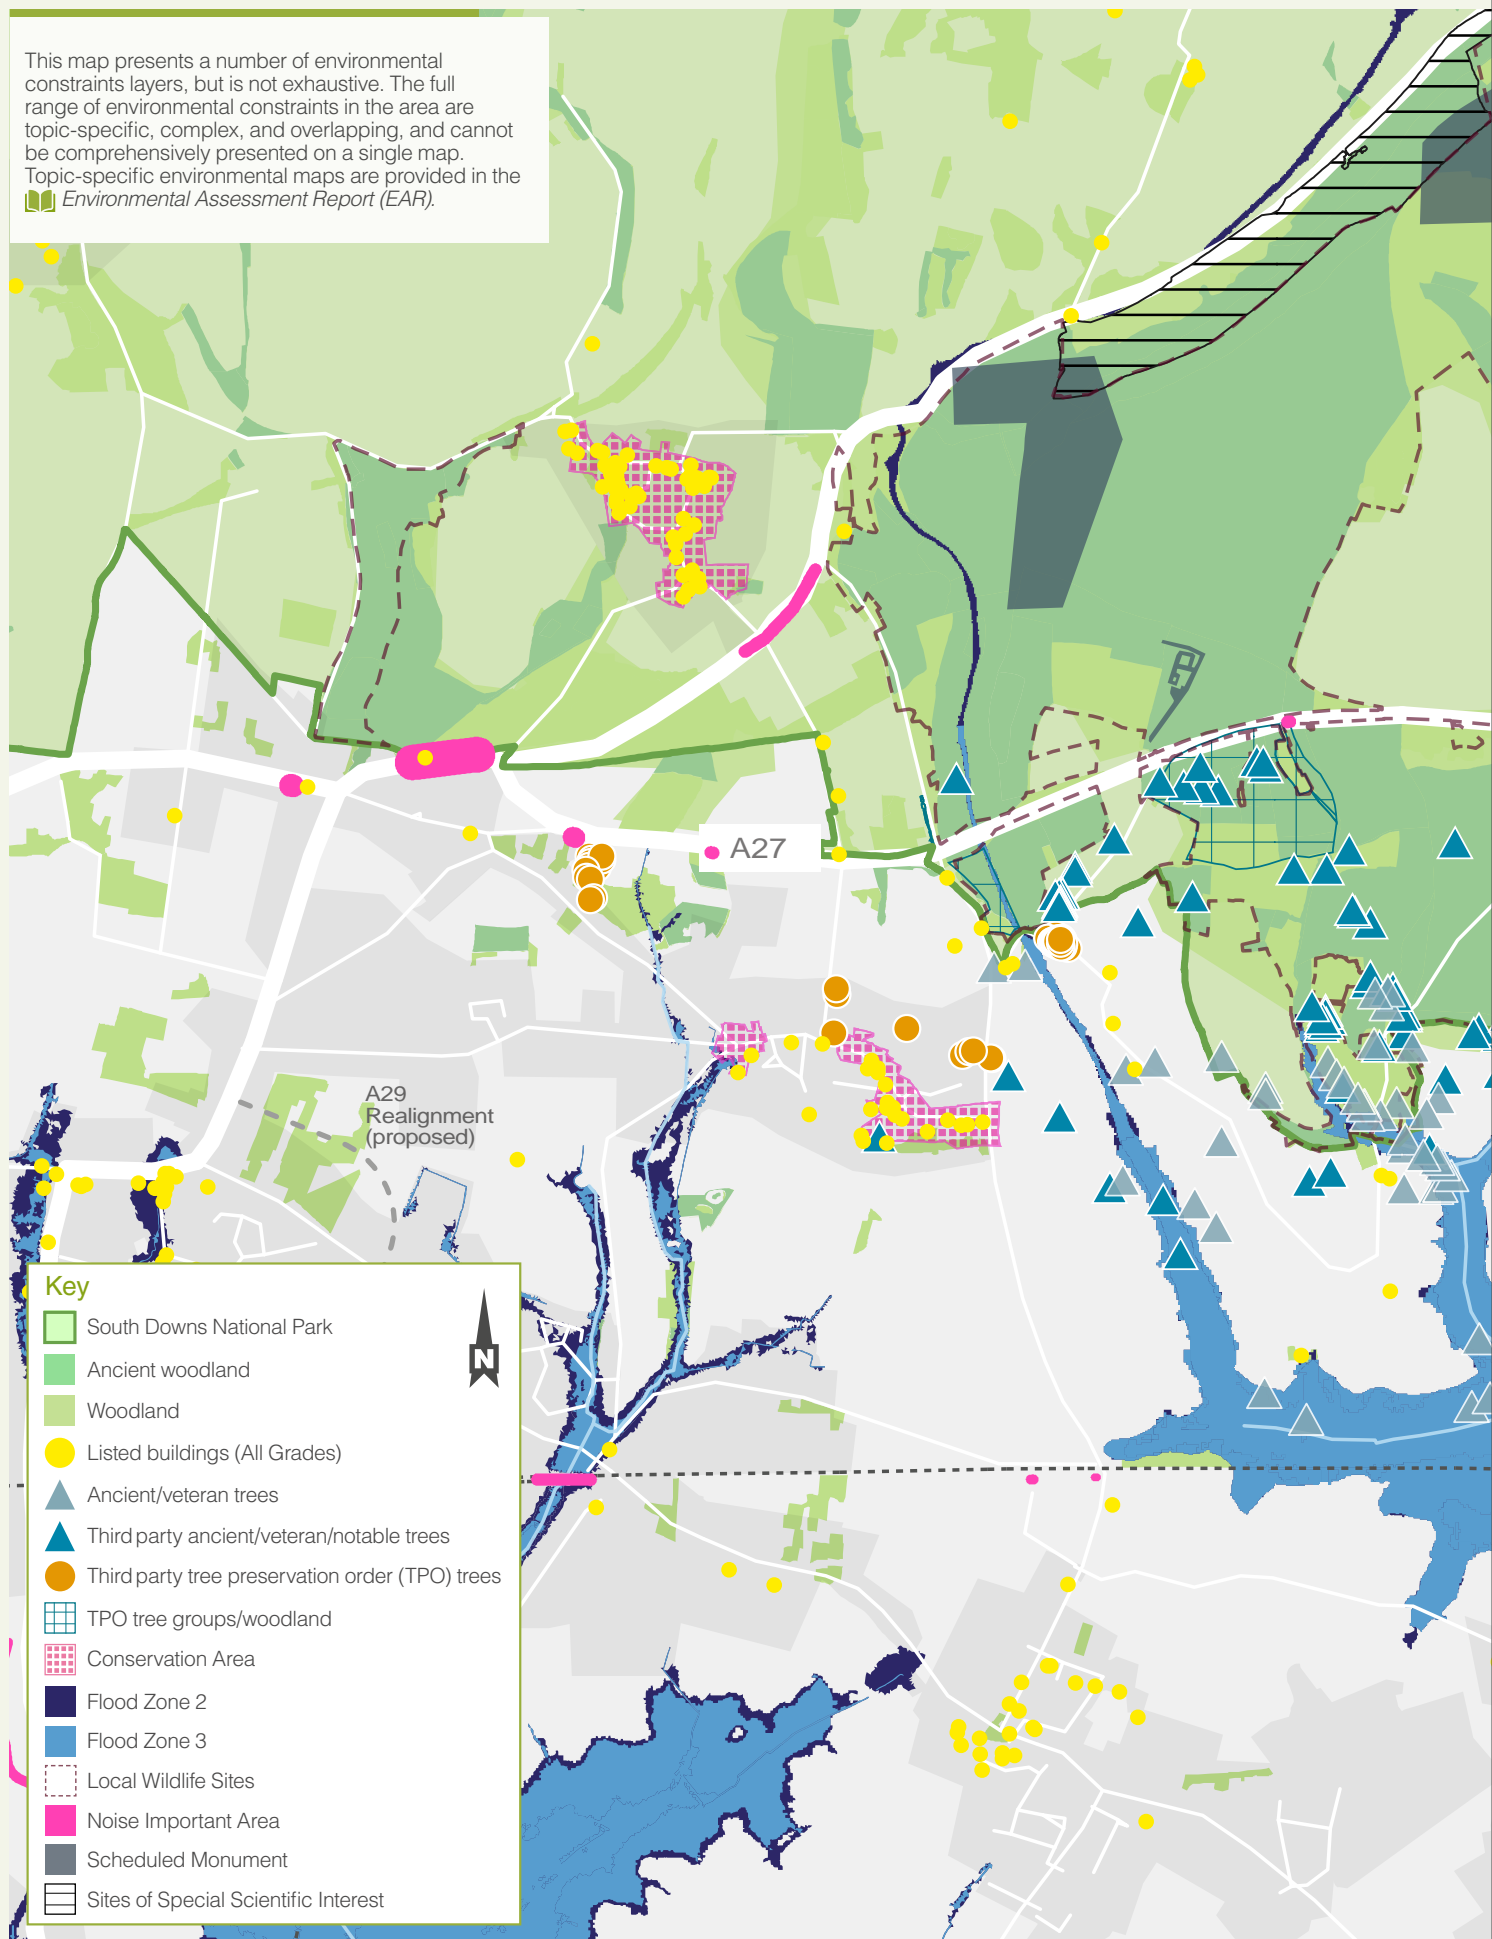 This map presents a number of environmental
constraints layers, but is not exhaustive. The full
range of environmental constraints in the area are
topic-specific, complex, and overlapping, and cannot
be comprehensively presented on a single map.
Topic-specific environmental maps are provided in the
Environmental Assessment Report (EAR).
A27
A29
Realignment
(proposed)
Key
South Downs National Park
Ancient woodland
Woodland
Listed buildings (All Grades)
Ancient/veteran trees
Third party ancient/veteran/notable trees
Third party tree preservation order (TPO) trees
TPO tree groups/woodland
Conservation Area
Flood Zone 2
Flood Zone 3
Local Wildlife Sites
Noise Important Area
Scheduled Monument
Sites of Special Scientific Interest
N